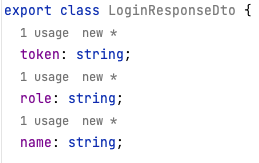 export class LoginResponseDto {
1 usage new *
token: string;
1 usage new *
role: string;
1 usage new *
name: string;